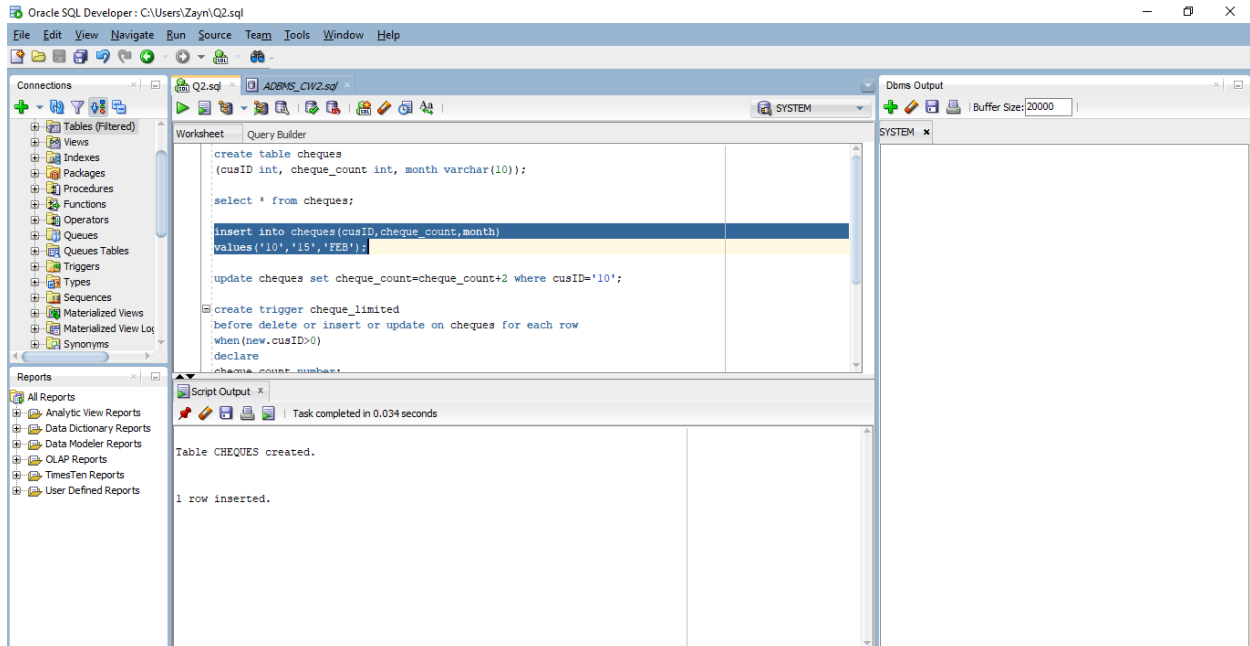 Oracle SQL Developer : C:\Users\Zayn\Q2.sql
File Edit View Navigate Run Source Team Tools Window Help
Connections
Tables (Filtered)
Views
Indexes
Packages
Procedures
Functions
Operators
Queues
Queues Tables
Triggers
Types
Sequences
Materialized Views
Materialized View Log
Synonyms
Reports
All Reports
Analytic View Reports
Data Dictionary Reports
Data Modeler Reports
OLAP Reports
TimesTen Reports
User Defined Reports
Q2.sql ADBMS_CW2.sql
SYSTEM
Worksheet Query Builder
create table cheques
(cusID int, cheque_count int, month varchar(10));
select * from cheques;
insert into cheques(cusID,cheque_count,month)
values('10','15','FEB');
update cheques set cheque_count=cheque_count+2 where cusID='10';
create trigger cheque_limited
before delete or insert or update on cheques for each row
when(new.cusID>0)
declare
cheque_count number;
Script Output
Task completed in 0.034 seconds
Table CHEQUES created.
1 row inserted.
Dbms Output
Buffer Size: 20000
SYSTEM